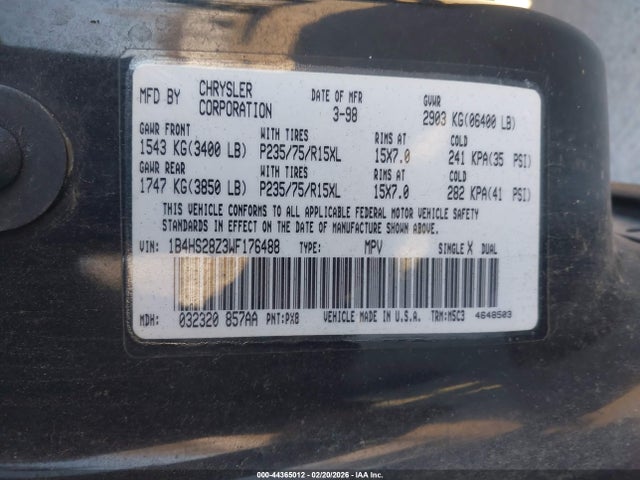 MFD BY CHRYSLER CORPORATION DATE OF MFR 3-98 GVWR 2903 KG(06400 LB)
GAWR FRONT WITH TIRES RIMS AT COLD
1543 KG(3400 LB) P235/75/R15XL 15X7.0 241 KPA(35 PSI)
GAWR REAR WITH TIRES RIMS AT COLD
1747 KG(3850 LB) P235/75/R15XL 15X7.0 282 KPA(41 PSI)
THIS VEHICLE CONFORMS TO ALL APPLICABLE FEDERAL MOTOR VEHICLE SAFETY
STANDARDS IN EFFECT ON THE DATE OF MANUFACTURE SHOWN ABOVE.
VIN: 1B4HS28Z3WF176488 TYPE: MPV SINGLE X DUAL
MDH: 032320 857AA PNT:PX8 VEHICLE MADE IN U.S.A. TRM:MSC3 4648503
000-44365012 - 02/20/2026 - IAA Inc.